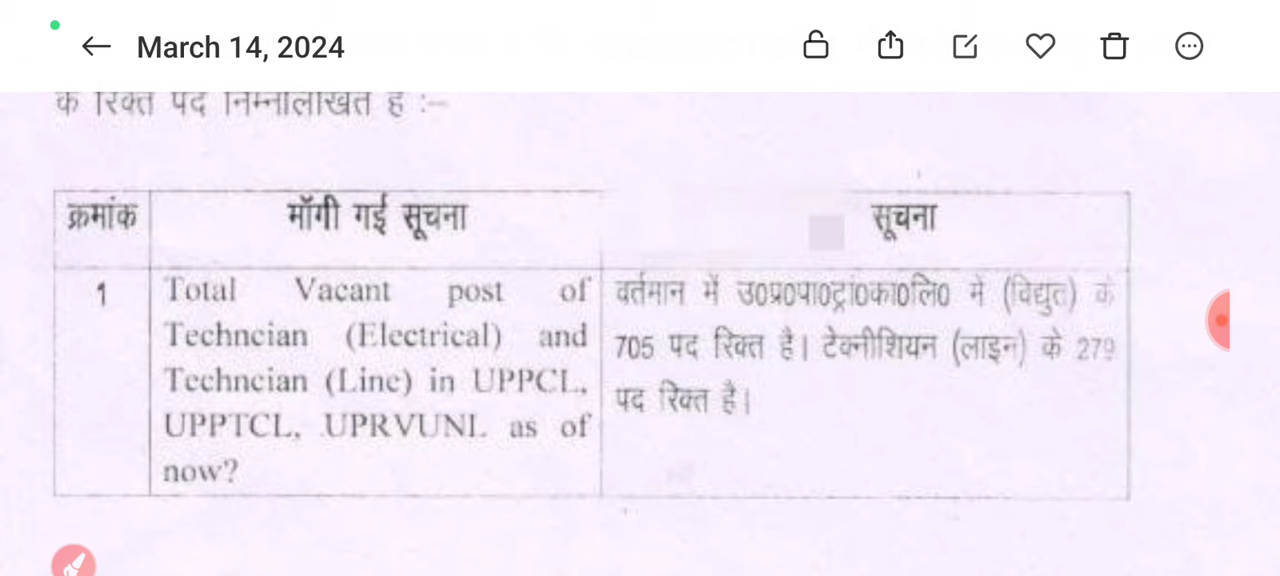 March 14, 2024
के रिक्त पद निम्नलिखित है :–
क्रमांक माँगी गई सूचना सूचना
1 Total Vacant post of वर्तमान में उ0प्र0पा0ट्रां0का0लि0 में (विद्युत) के
Techncian (Electrical) and 705 पद रिक्त है। टेक्नीशियन (लाइन) के 279
Techncian (Line) in UPPCL, पद रिक्त है।
UPPTCL, UPRVUNL as of
now?